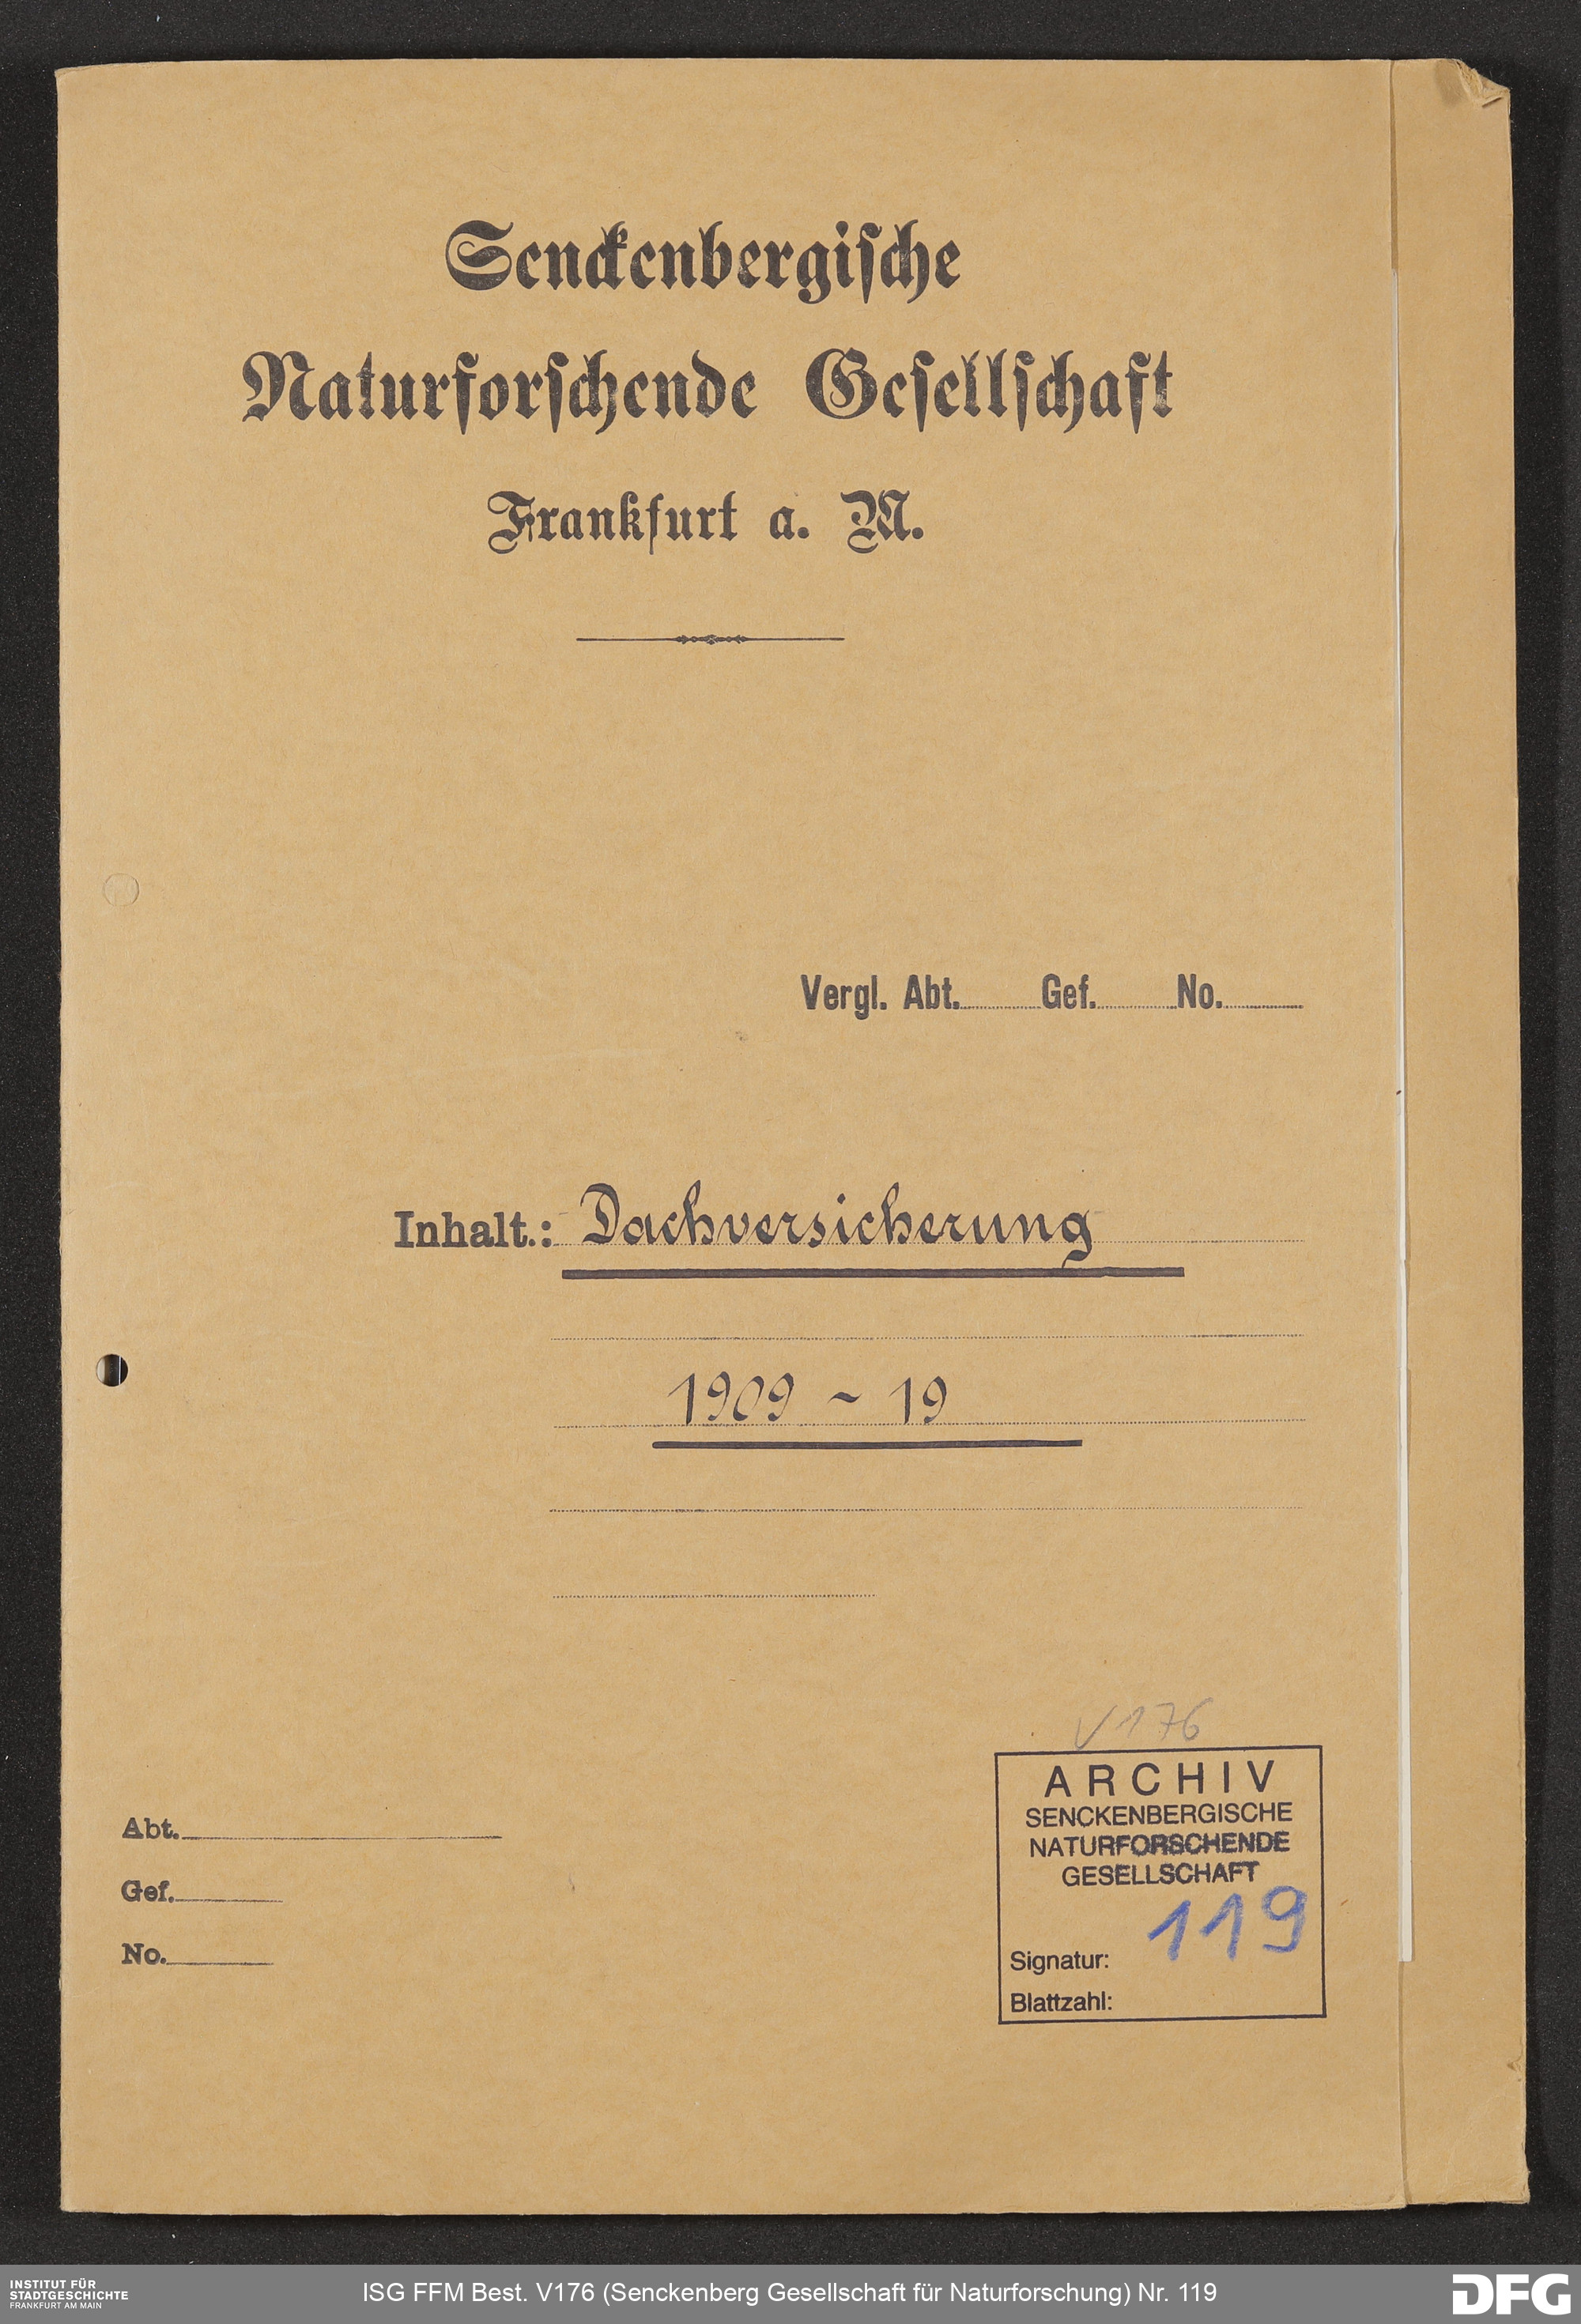 Senckenbergische
Naturforschende Gesellschaft
Frankfurt a. M.
Vergl. Abt. Gef. No.
Inhalt.: Dachversicherung
1909 ~ 19
V 176
ARCHIV
SENCKENBERGISCHE
NATURFORSCHENDE
GESELLSCHAFT
119
Signatur:
Blattzahl:
Abt.
Gef.
No.
INSTITUT FÜR
STADTGESCHICHTE
FRANKFURT AM MAIN
ISG FFM Best. V176 (Senckenberg Gesellschaft für Naturforschung) Nr. 119
DFG